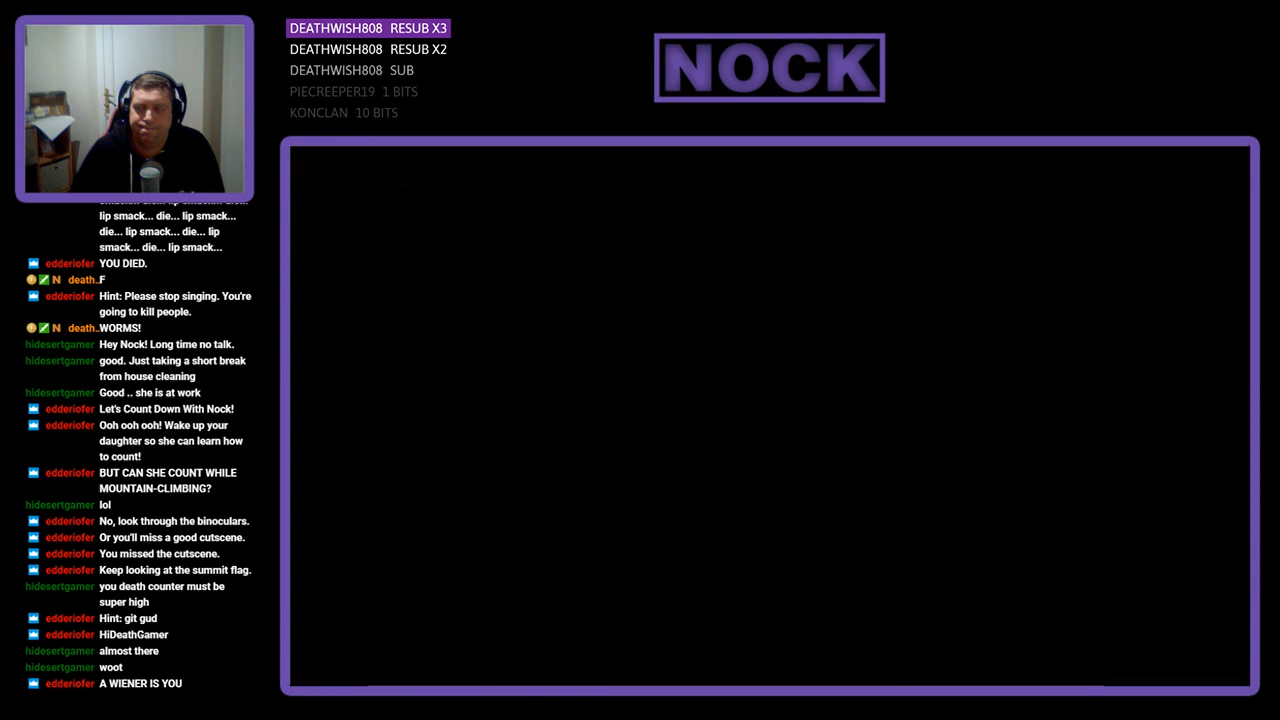 DEATHWISH808 RESUB X3
DEATHWISH808 RESUB X2
DEATHWISH808 SUB
PIECREEPER19 1 BITS
KONCLAN 10 BITS
NOCK
lip smack... die... lip smack...
die... lip smack... die... lip
smack... die... lip smack...
edderiofer YOU DIED.
N death.. F
edderiofer Hint: Please stop singing. You're
going to kill people.
N death.. WORMS!
hidesertgamer Hey Nock! Long time no talk.
hidesertgamer good. Just taking a short break
from house cleaning
hidesertgamer Good .. she is at work
edderiofer Let's Count Down With Nock!
edderiofer Ooh ooh ooh! Wake up your
daughter so she can learn how
to count!
edderiofer BUT CAN SHE COUNT WHILE
MOUNTAIN-CLIMBING?
hidesertgamer lol
edderiofer No, look through the binoculars.
edderiofer Or you'll miss a good cutscene.
edderiofer You missed the cutscene.
edderiofer Keep looking at the summit flag.
hidesertgamer you death counter must be
super high
edderiofer Hint: git gud
edderiofer HiDeathGamer
hidesertgamer almost there
hidesertgamer woot
edderiofer A WIENER IS YOU